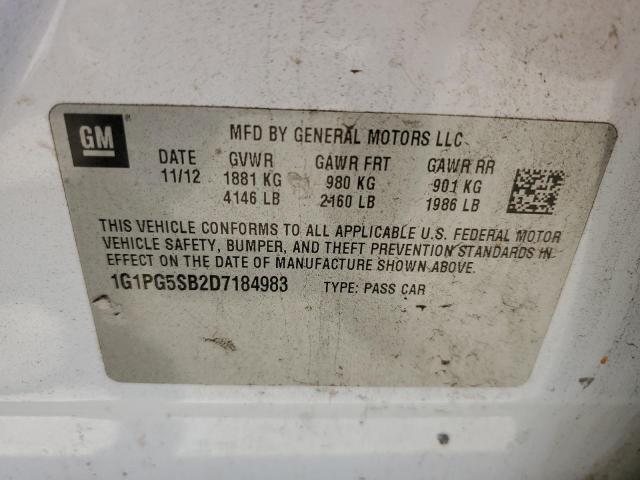 GM
MFD BY GENERAL MOTORS LLC
DATE GVWR GAWR FRT GAWR RR
11/12 1881 KG 980 KG 901 KG
4146 LB 2160 LB 1986 LB
THIS VEHICLE CONFORMS TO ALL APPLICABLE U.S. FEDERAL MOTOR
VEHICLE SAFETY, BUMPER, AND THEFT PREVENTION STANDARDS IN
EFFECT ON THE DATE OF MANUFACTURE SHOWN ABOVE.
1G1PG5SB2D7184983 TYPE: PASS CAR